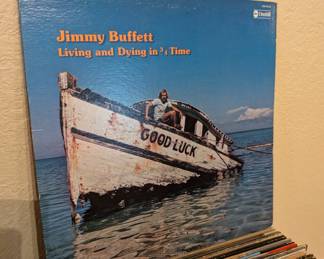 Jimmy Buffett
Living and Dying in ¾ Time
GOOD LUCK